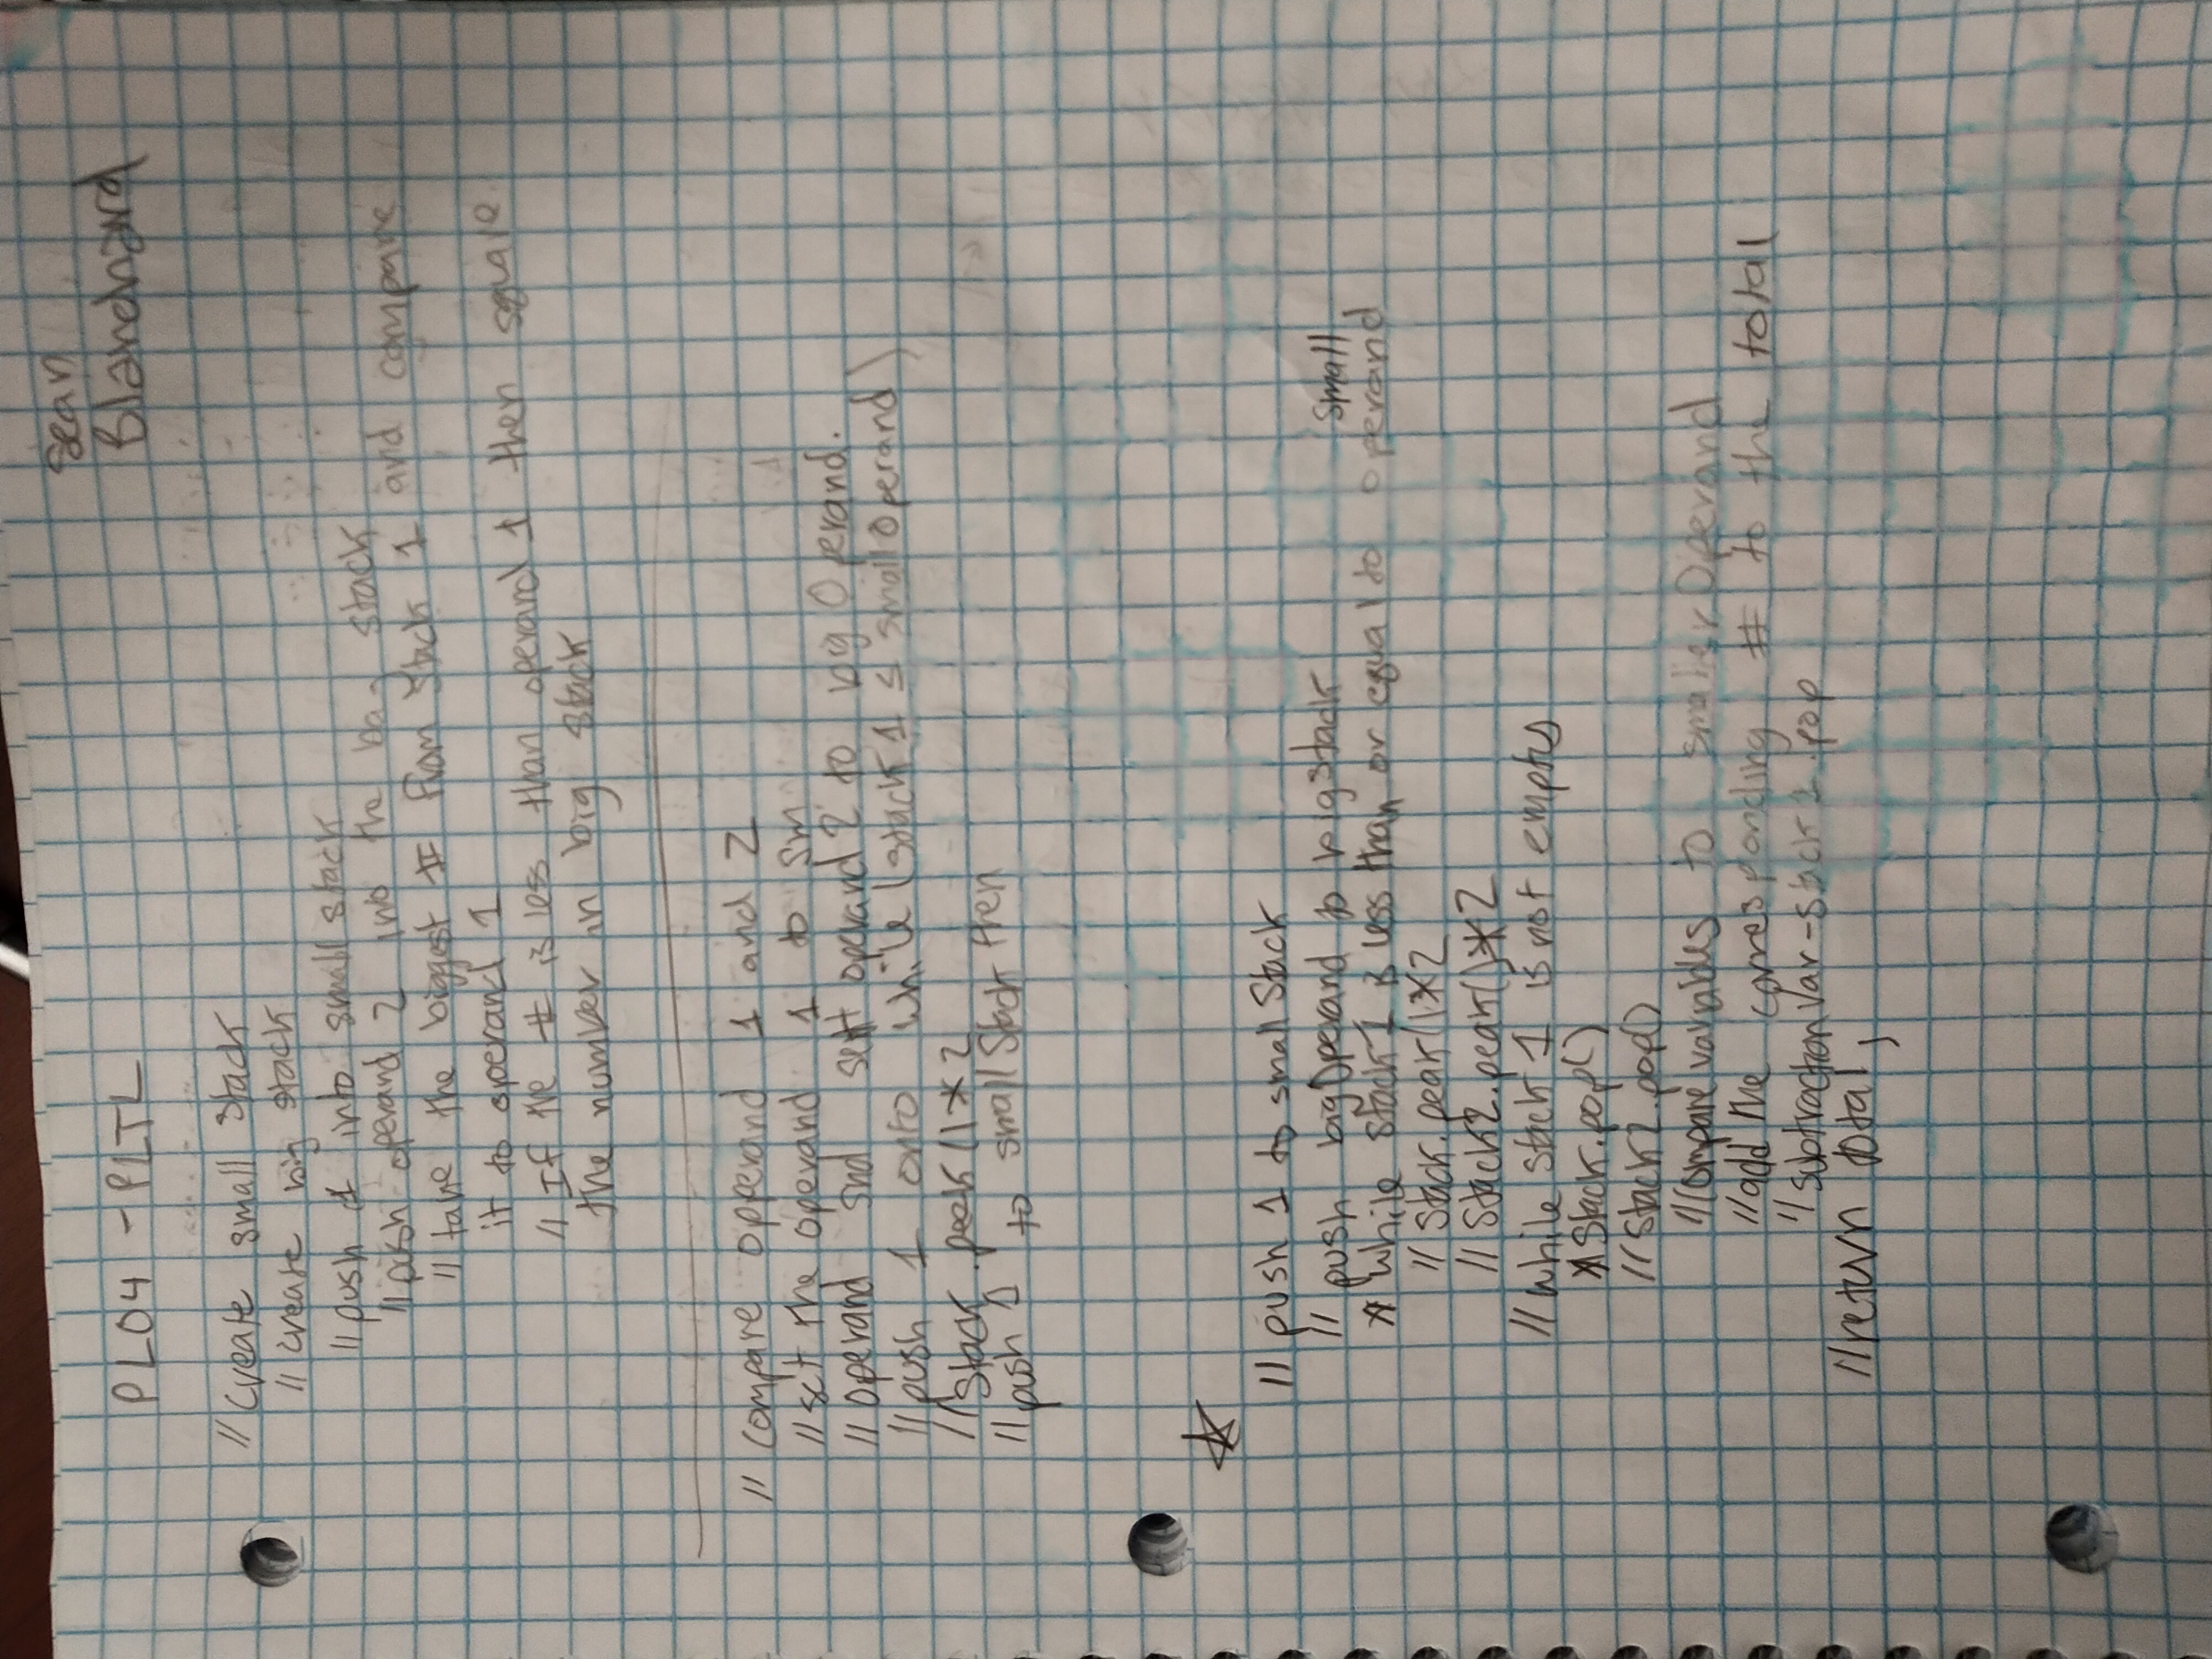 Sean
Blanchard
PL04 - PLTL
// create small Stack
// create big stack
// push 1 into small stack
// push operand 2 into the stack
// take the biggest # from Stack 1 and compare
it to operand 1
// If the # is less than operand 1 then square
the number in big stack
// compare opperand 1 and 2
// set the operand 1 to sm
// operand and sett operand 2 to big Operand.
// push 1 onto while (stack 1 ≤ small Operand)
// Stack.peek()*2
// push 1 to small Stack then
// push 1 to small Stack
// push bigOperand to bigstack
small
* while stack 1 is less than or equal to operand
// Stack.peak()*2
// Stack2.peak()*2
// while stack 1 is not empty
* Stack.pop()
// Stack2.pop()
// Compare variables to smallerOperand
// add the corresponding # to the total
// subtractionVar - stack 1.pop
// return total;